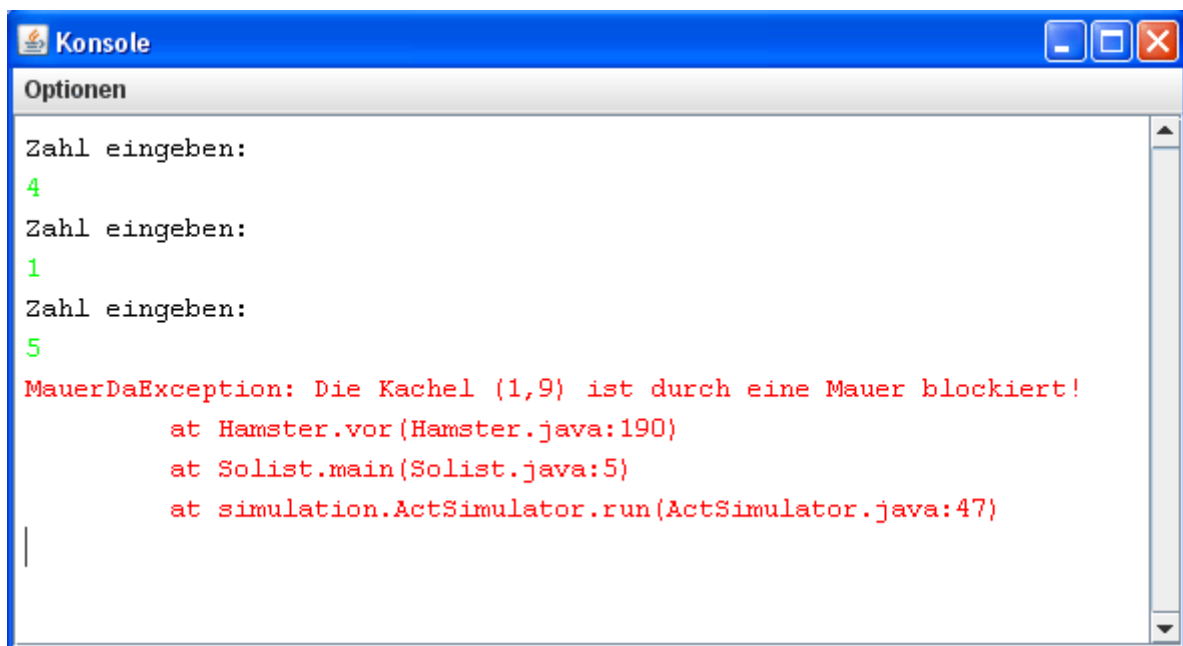 Konsole
Optionen
Zahl eingeben:
4
Zahl eingeben:
1
Zahl eingeben:
5
MauerDaException: Die Kachel (1,9) ist durch eine Mauer blockiert!
at Hamster.vor(Hamster.java:190)
at Solist.main(Solist.java:5)
at simulation.ActSimulator.run(ActSimulator.java:47)